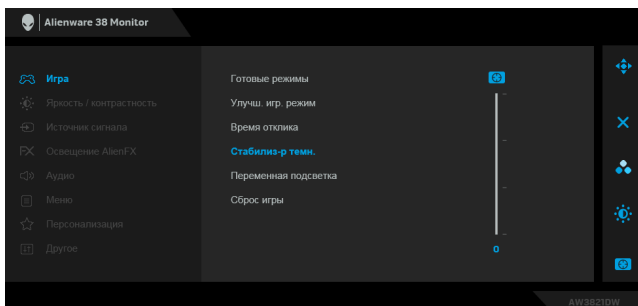 Alienware 38 Monitor
Игра
Яркость / контрастность
Источник сигнала
FX Освещение AlienFX
Аудио
Меню
Персонализация
Другое
Готовые режимы
Улучш. игр. режим
Время отклика
Стабилиз-р темн.
Переменная подсветка
Сброс игры
0
AW3821DW